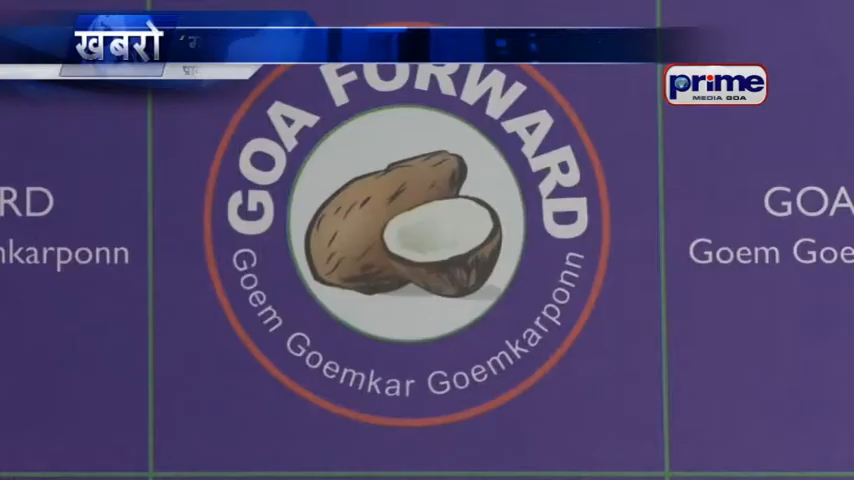 खबरो
prime
MEDIA GOA
GOA FORWARD
Goem Goemkar Goemkarponn
RD
mkarponn
GOA
Goem Goe